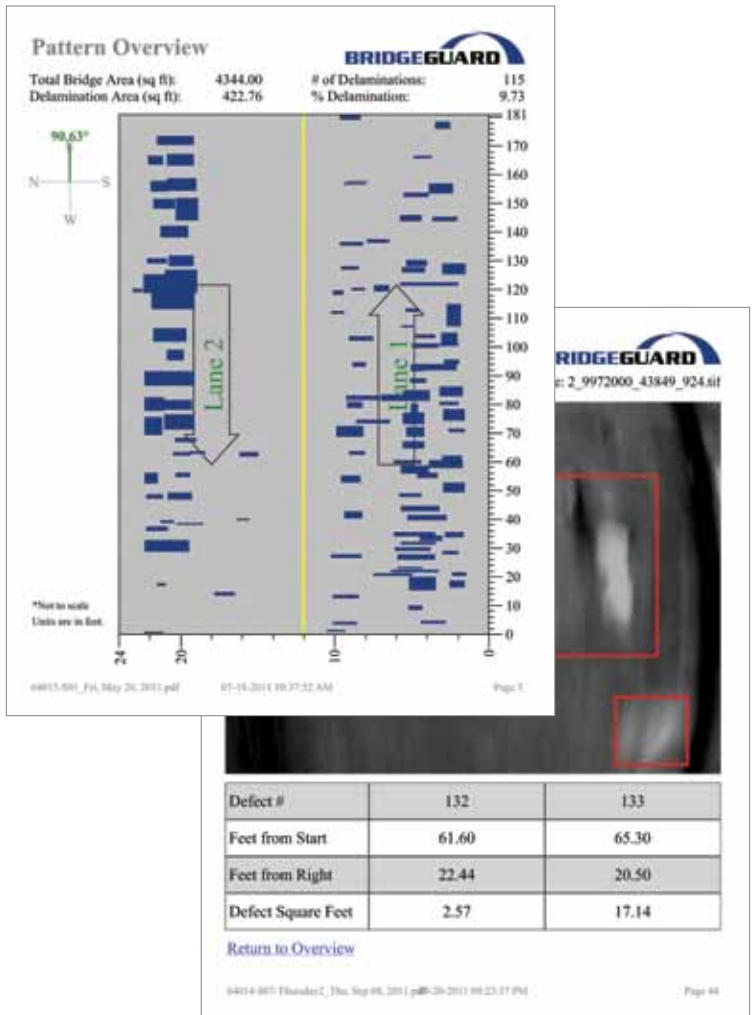 Pattern Overview
BRIDGEGUARD
Total Bridge Area (sq ft): 4344.00 # of Delaminations: 115
Delamination Area (sq ft): 422.76 % Delamination: 9.73
90.63°
N S
W
181
170
160
150
140
130
120
110
100
90
80
70
60
50
40
30
20
10
0
Lane 2
Lane 1
*Not to scale
Units are in feet.
24 20 10 0
Page 5
RIDGEGUARD
e: 2_9972000_43849_924.tif
Defect # 132 133
Feet from Start 61.60 65.30
Feet from Right 22.44 20.50
Defect Square Feet 2.57 17.14
Return to Overview
Page 44